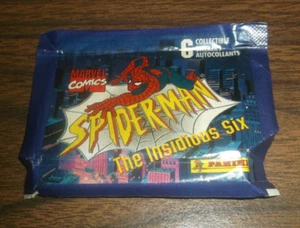 6 COLLECTIBLE
AUTOCOLLANTS
MARVEL
COMICS
SPIDER-MAN
The Insidious Six
PANINI